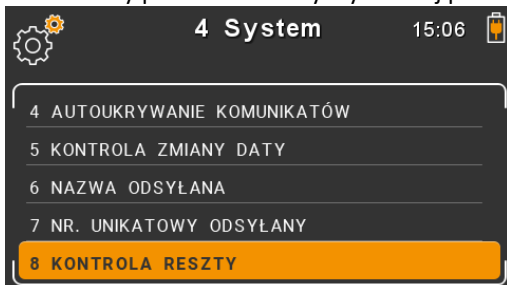 4 System 15:06
4 AUTOUKRYWANIE KOMUNIKATÓW
5 KONTROLA ZMIANY DATY
6 NAZWA ODSYŁANA
7 NR. UNIKATOWY ODSYŁANY
8 KONTROLA RESZTY